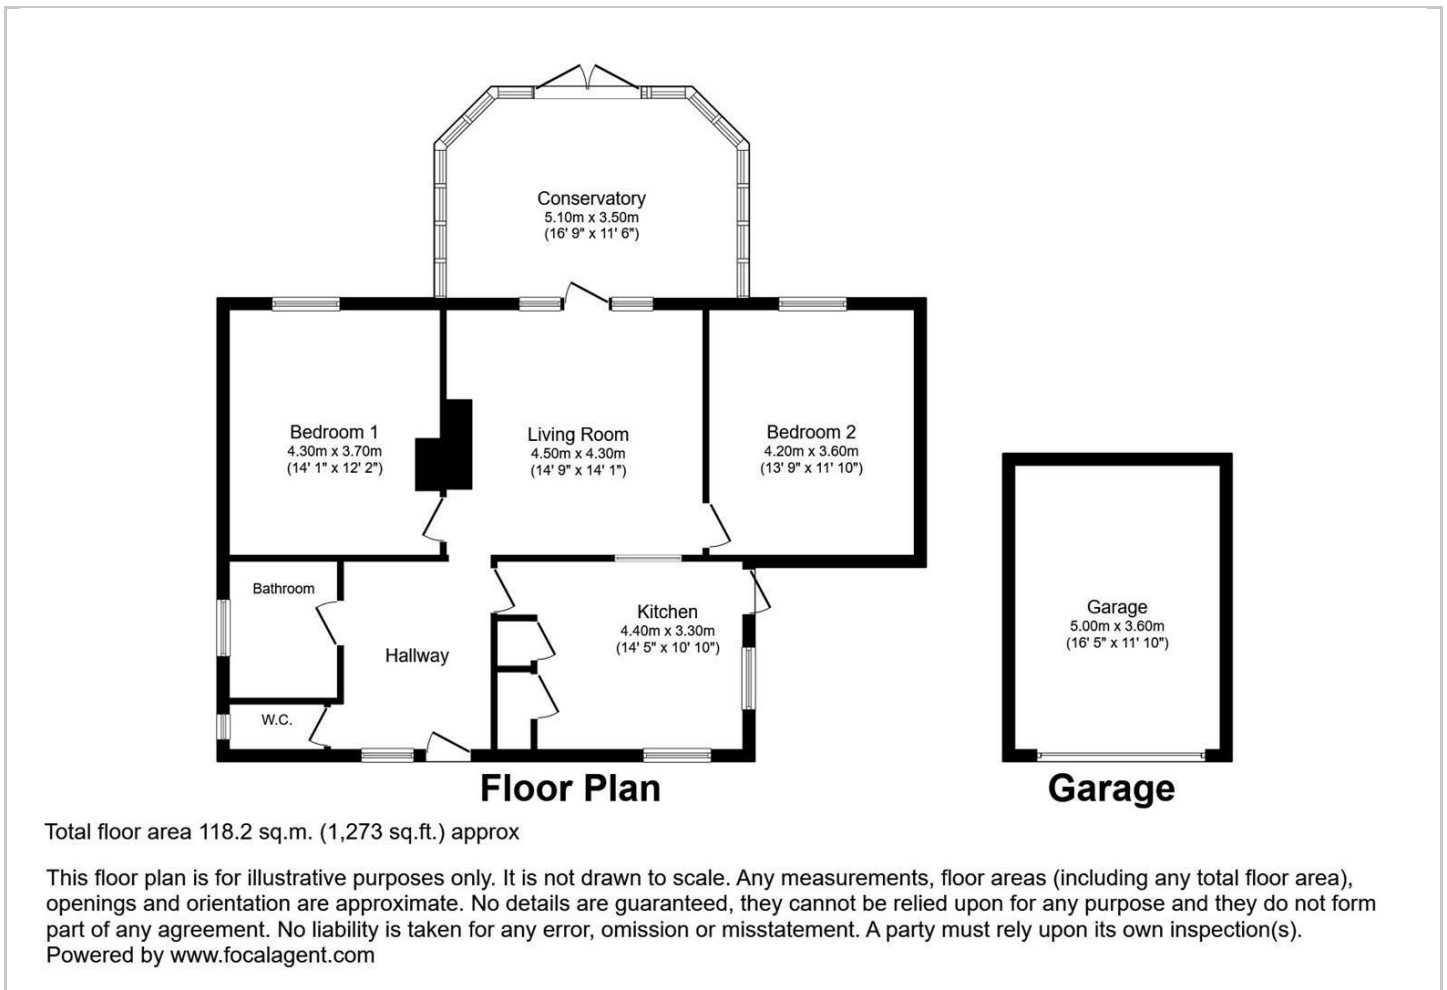 Conservatory
5.10m x 3.50m
(16' 9" x 11' 6")
Bedroom 1
4.30m x 3.70m
(14' 1" x 12' 2")
Living Room
4.50m x 4.30m
(14' 9" x 14' 1")
Bedroom 2
4.20m x 3.60m
(13' 9" x 11' 10")
Bathroom
Hallway
Kitchen
4.40m x 3.30m
(14' 5" x 10' 10")
W.C.
Garage
5.00m x 3.60m
(16' 5" x 11' 10")
Floor Plan
Garage
Total floor area 118.2 sq.m. (1,273 sq.ft.) approx
This floor plan is for illustrative purposes only. It is not drawn to scale. Any measurements, floor areas (including any total floor area),
openings and orientation are approximate. No details are guaranteed, they cannot be relied upon for any purpose and they do not form
part of any agreement. No liability is taken for any error, omission or misstatement. A party must rely upon its own inspection(s).
Powered by www.focalagent.com